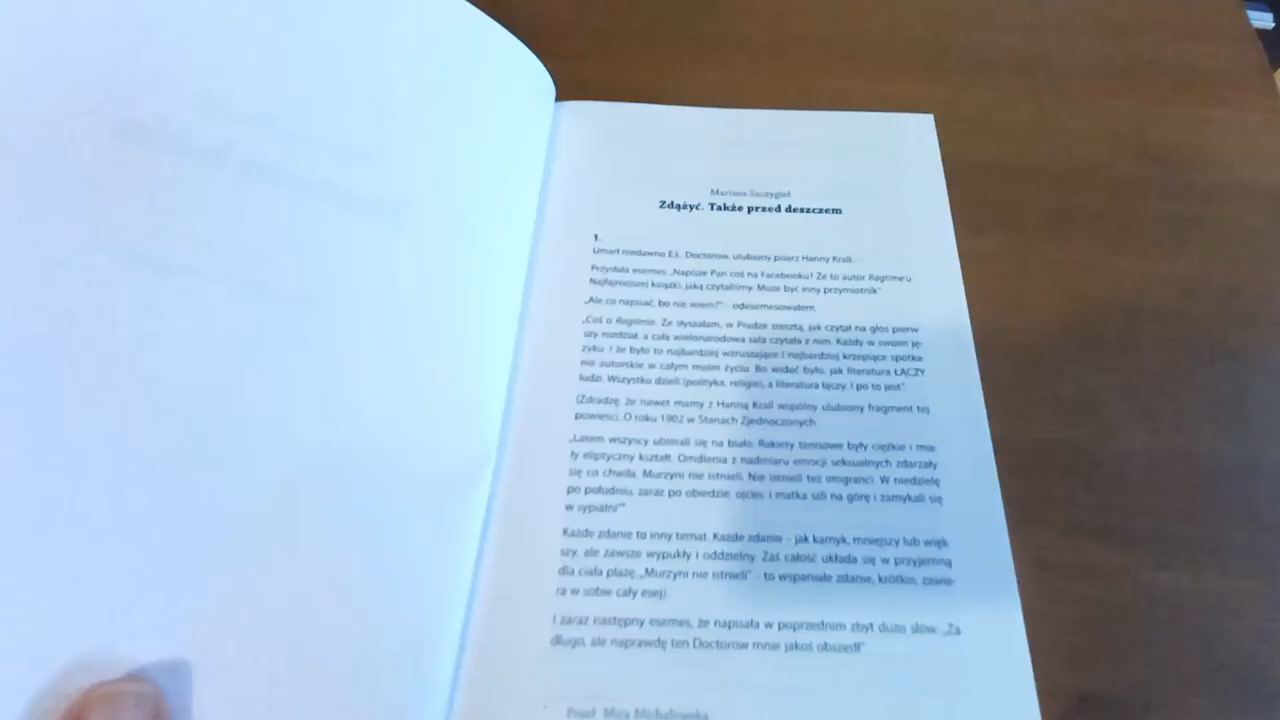 Mariusz Szczygieł
Zdążyć. Także przed deszczem
1.
Umarł niedawno E.L. Doctorow, ulubiony pisarz Hanny Krall.
Przysłała esemes: „Napisze Pan coś na Facebooku? Że to autor Ragtime'u
Najfajniejszej książki, jaką czytaliśmy. Może być inny przymiotnik”
„Ale co napisać, bo nie wiem?” – odesemesowałem.
„Coś o Ragtimie. Że słyszałam, w Pradze zresztą, jak czytał na głos pierw-
szy rozdział, a cała wielonarodowa sala czytała z nim. Każdy w swoim ję-
zyku. I że było to najbardziej wzruszające i najbardziej krzepiące spotka-
nie autorskie w całym moim życiu. Bo widać było, jak literatura ŁĄCZY
ludzi. Wszystko dzieli (polityka, religie), a literatura łączy. I po to jest”
(Zdradzę, że nawet mamy z Hanną Krall wspólny ulubiony fragment tej
powieści. O roku 1902 w Stanach Zjednoczonych.
„Latem wszyscy ubierali się na biało. Rakiety tenisowe były ciężkie i mia-
ły eliptyczny kształt. Omdlenia z nadmiaru emocji seksualnych zdarzały
się co chwila. Murzyni nie istnieli. Nie istnieli też imigranci. W niedzielę
po południu, zaraz po obiedzie, ojciec i matka szli na górę i zamykali się
w sypialni*”
Każde zdanie to inny temat. Każde zdanie – jak kamyk, mniejszy lub więk-
szy, ale zawsze wypukły i oddzielny. Zaś całość układa się w przyjemną
dla ciała plażę. „Murzyni nie istnieli” – to wspaniałe zdanie, krótkie, zawie-
ra w sobie cały esej).
I zaraz następny esemes, że napisała w poprzednim zbyt dużo słów: „Za
długo, ale naprawdę ten Doctorow mnie jakoś obszedł”
* Przeł. Mira Michałowska